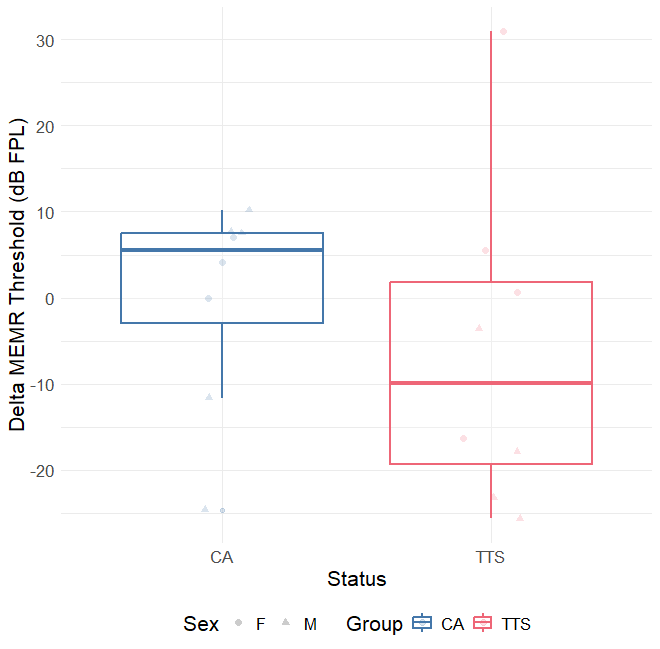 Delta MEMR Threshold (dB FPL)
30
20
10
0
-10
-20
CA TTS
Status
Sex F M Group CA TTS